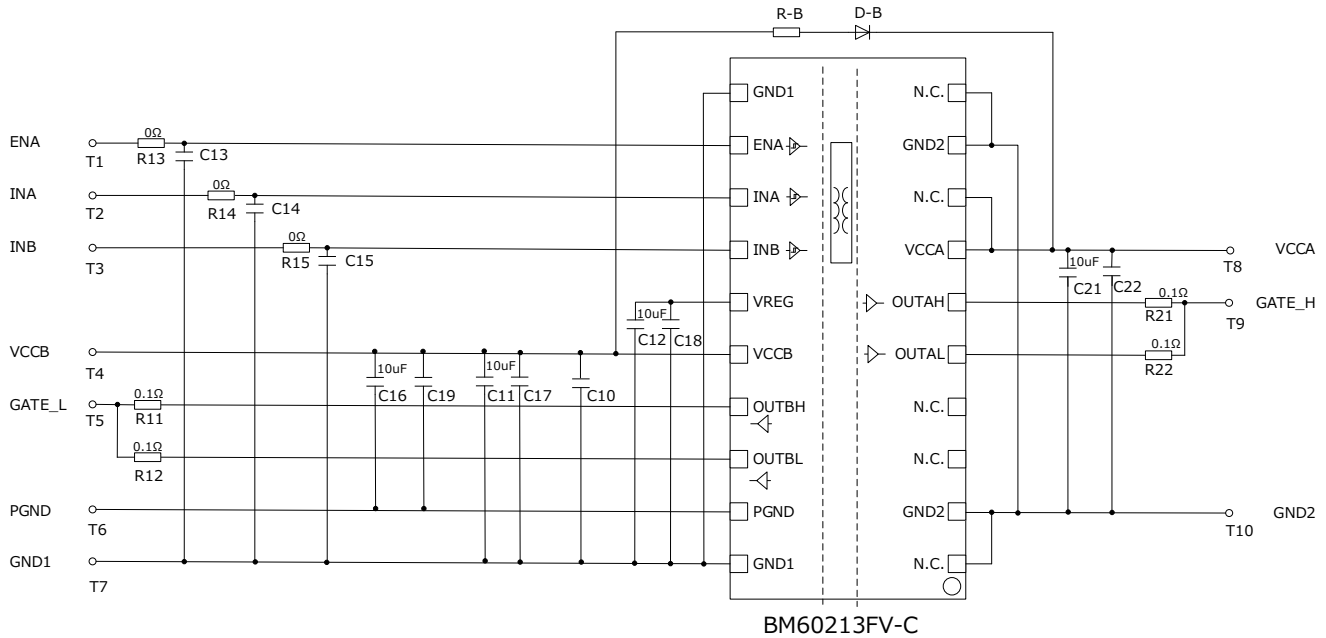 R-B D-B
GND1 N.C.
ENA 0Ω T1 R13 C13 ENA GND2
INA 0Ω T2 R14 C14 INA N.C.
INB 0Ω T3 R15 C15 INB VCCA T8 VCCA
10uF C21 C22
VREG OUTAH 0.1Ω R21 T9 GATE_H
10uF C12 C18
VCCB T4 VCCB OUTAL 0.1Ω R22
10uF C16 C19 10uF C11 C17 C10
GATE_L T5 0.1Ω R11 OUTBH N.C.
0.1Ω R12 OUTBL N.C.
PGND T6 PGND GND2 T10 GND2
GND1 T7 GND1 N.C.
BM60213FV-C